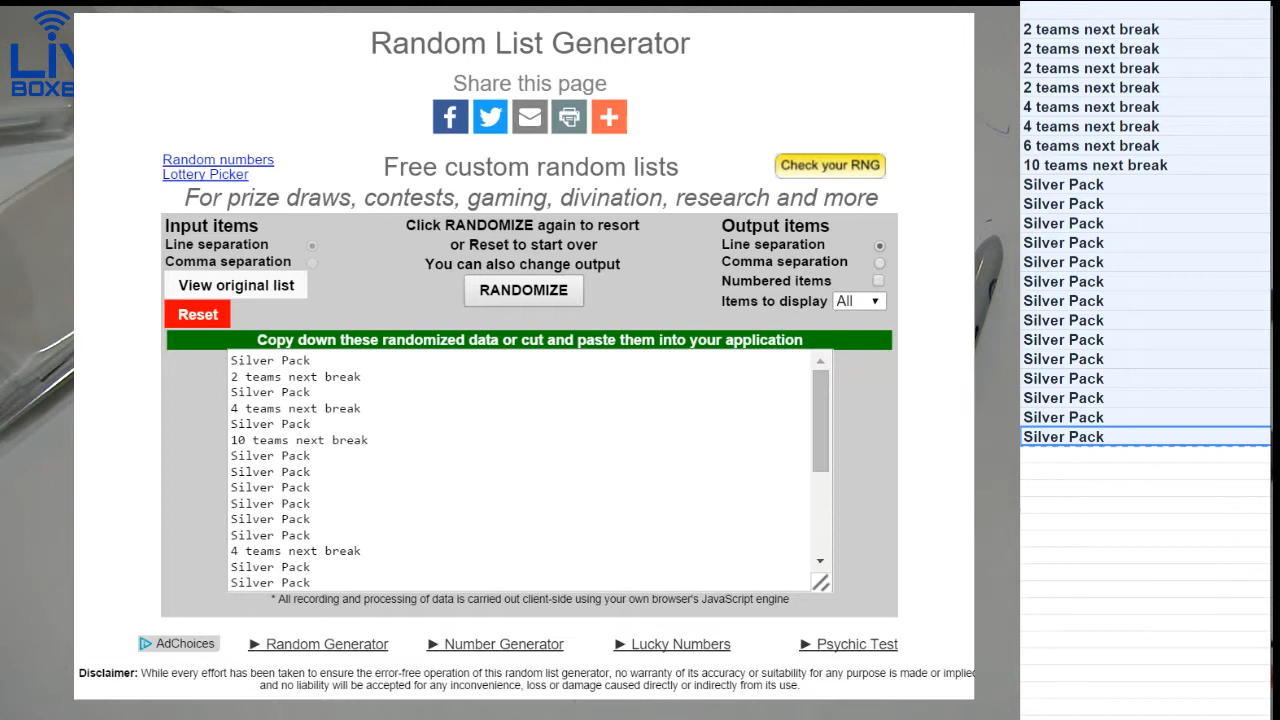 LIV
BOXB
Random List Generator
Share this page
Random numbers
Lottery Picker
Free custom random lists
Check your RNG
For prize draws, contests, gaming, divination, research and more
Input items
Line separation
Comma separation
View original list
Reset
Click RANDOMIZE again to resort
or Reset to start over
You can also change output
RANDOMIZE
Output items
Line separation
Comma separation
Numbered items
Items to display All
Copy down these randomized data or cut and paste them into your application
Silver Pack
2 teams next break
Silver Pack
4 teams next break
Silver Pack
10 teams next break
Silver Pack
Silver Pack
Silver Pack
Silver Pack
Silver Pack
Silver Pack
4 teams next break
Silver Pack
Silver Pack
* All recording and processing of data is carried out client-side using your own browser's JavaScript engine
AdChoices
► Random Generator
► Number Generator
► Lucky Numbers
► Psychic Test
Disclaimer: While every effort has been taken to ensure the error-free operation of this random list generator, no warranty of its accuracy or suitability for any purpose is made or implied
and no liability will be accepted for any inconvenience, loss or damage caused directly or indirectly from its use.
2 teams next break
2 teams next break
2 teams next break
2 teams next break
4 teams next break
4 teams next break
6 teams next break
10 teams next break
Silver Pack
Silver Pack
Silver Pack
Silver Pack
Silver Pack
Silver Pack
Silver Pack
Silver Pack
Silver Pack
Silver Pack
Silver Pack
Silver Pack
Silver Pack
Silver Pack